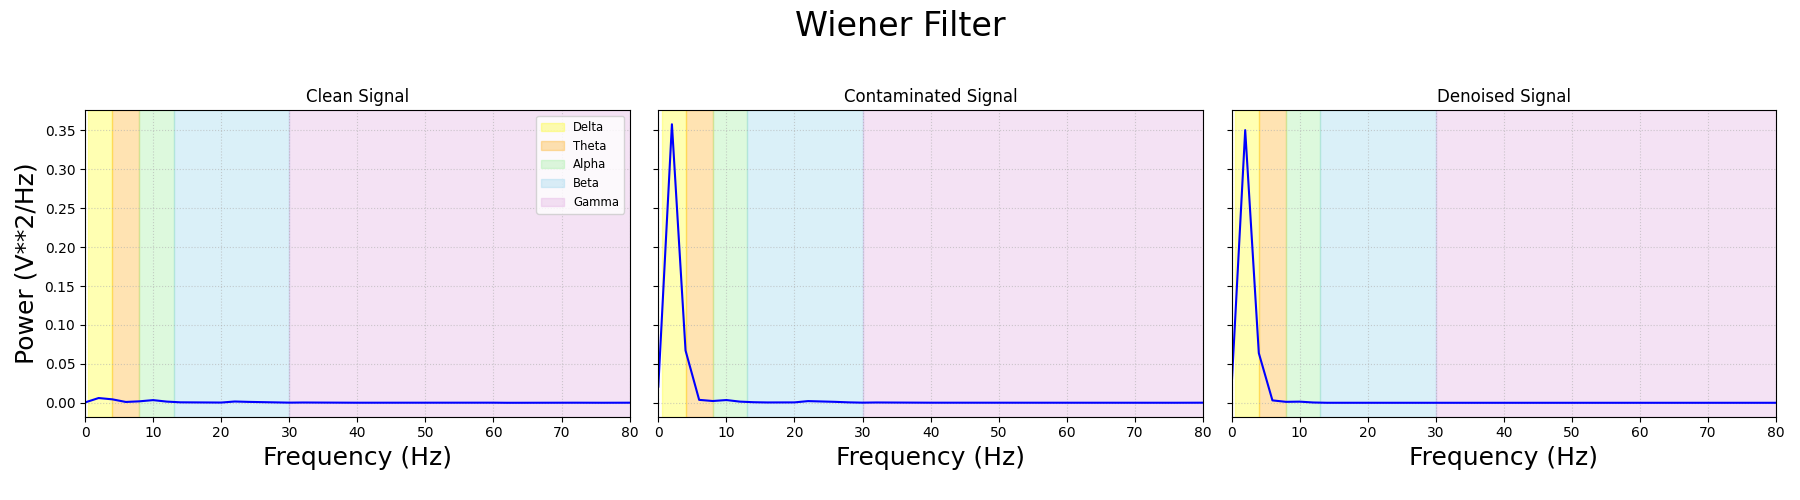 Wiener Filter
Clean Signal
Contaminated Signal
Denoised Signal
Power (V**2/Hz)
0.35
0.30
0.25
0.20
0.15
0.10
0.05
0.00
Delta
Theta
Alpha
Beta
Gamma
0 10 20 30 40 50 60 70 80
0 10 20 30 40 50 60 70 80
0 10 20 30 40 50 60 70 80
Frequency (Hz)
Frequency (Hz)
Frequency (Hz)